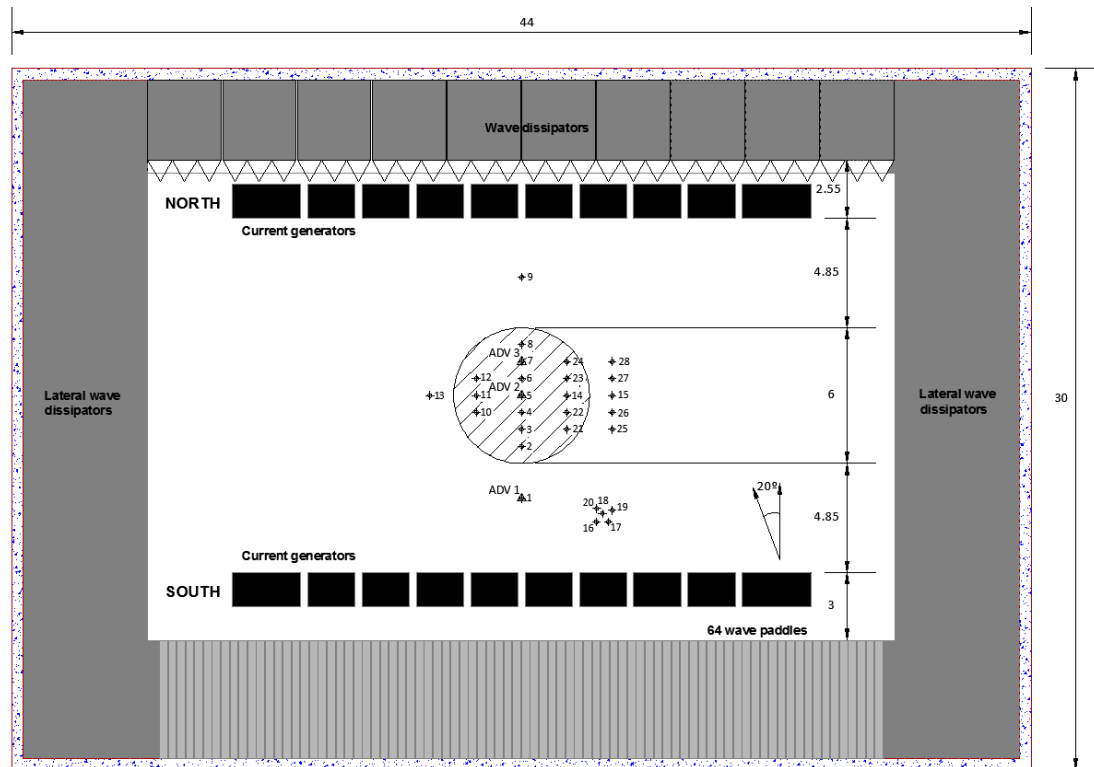 44
Wave dissipators
2.55
NORTH
Current generators
4.85
9
8
ADV 3
7
24
28
12
6
23
27
Lateral wave
dissipators
13
11
ADV 2
5
14
15
6
Lateral wave
dissipators
30
10
4
22
26
3
21
25
2
ADV 1
1
20º
20
18
19
4.85
16
17
Current generators
SOUTH
3
64 wave paddles